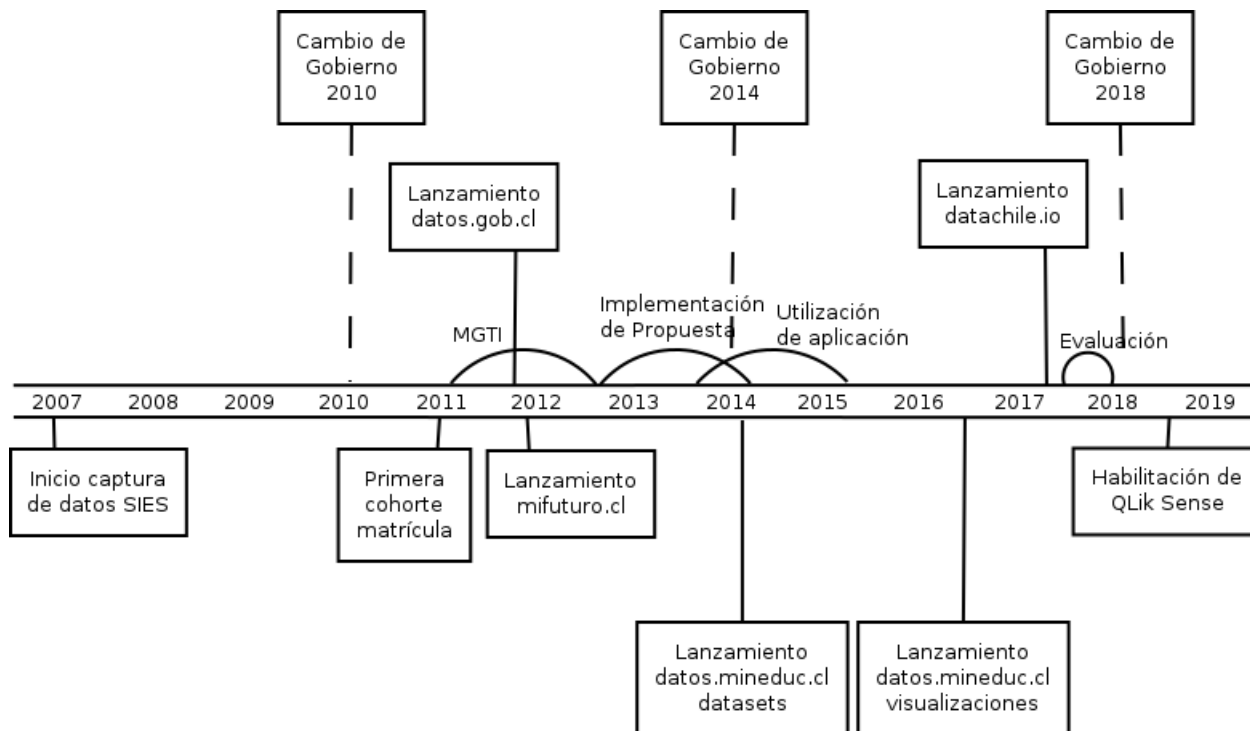 Cambio de
Gobierno
2010
Cambio de
Gobierno
2014
Cambio de
Gobierno
2018
Lanzamiento
datos.gob.cl
Lanzamiento
datachile.io
MGTI
Implementación
de Propuesta
Utilización
de aplicación
Evaluación
2007 2008 2009 2010 2011 2012 2013 2014 2015 2016 2017 2018 2019
Inicio captura
de datos SIES
Primera
cohorte
matrícula
Lanzamiento
mifuturo.cl
Habilitación de
QLik Sense
Lanzamiento
datos.mineduc.cl
datasets
Lanzamiento
datos.mineduc.cl
visualizaciones